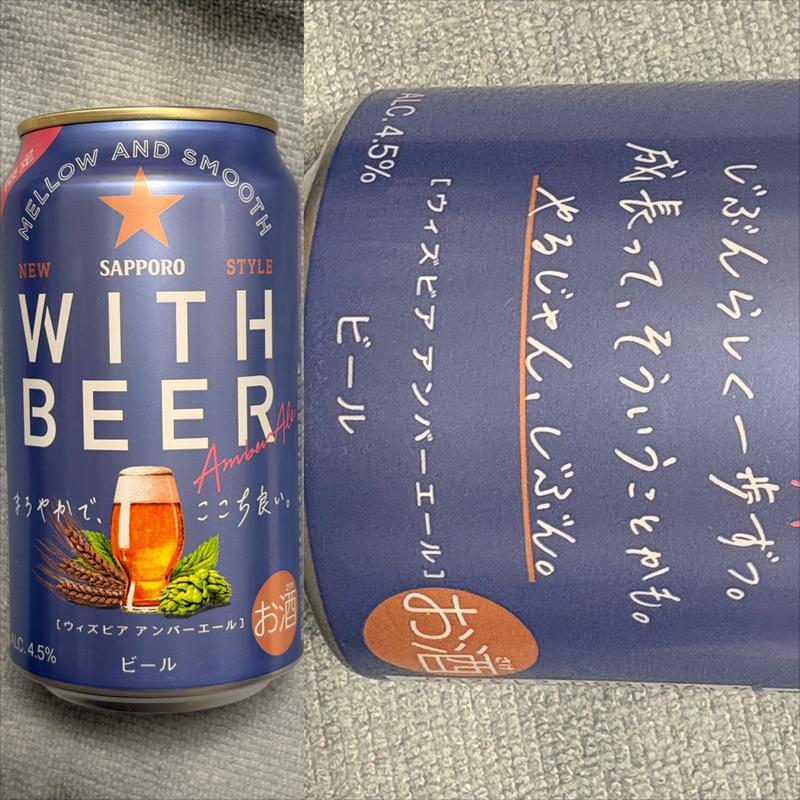 MELLOW AND SMOOTH
NEW SAPPORO STYLE
WITH
BEER
Amber Ale
まろやかで、ここち良い。
[ウィズビア アンバーエール]
さけ
お酒
ALC.4.5%
ビール
じぶんらしく一歩ずつ。
成長って、そういうことかも。
やるじゃん、じぶん。
[ウィズビア アンバーエール]
ALC.4.5%
ビール
さけ
お酒